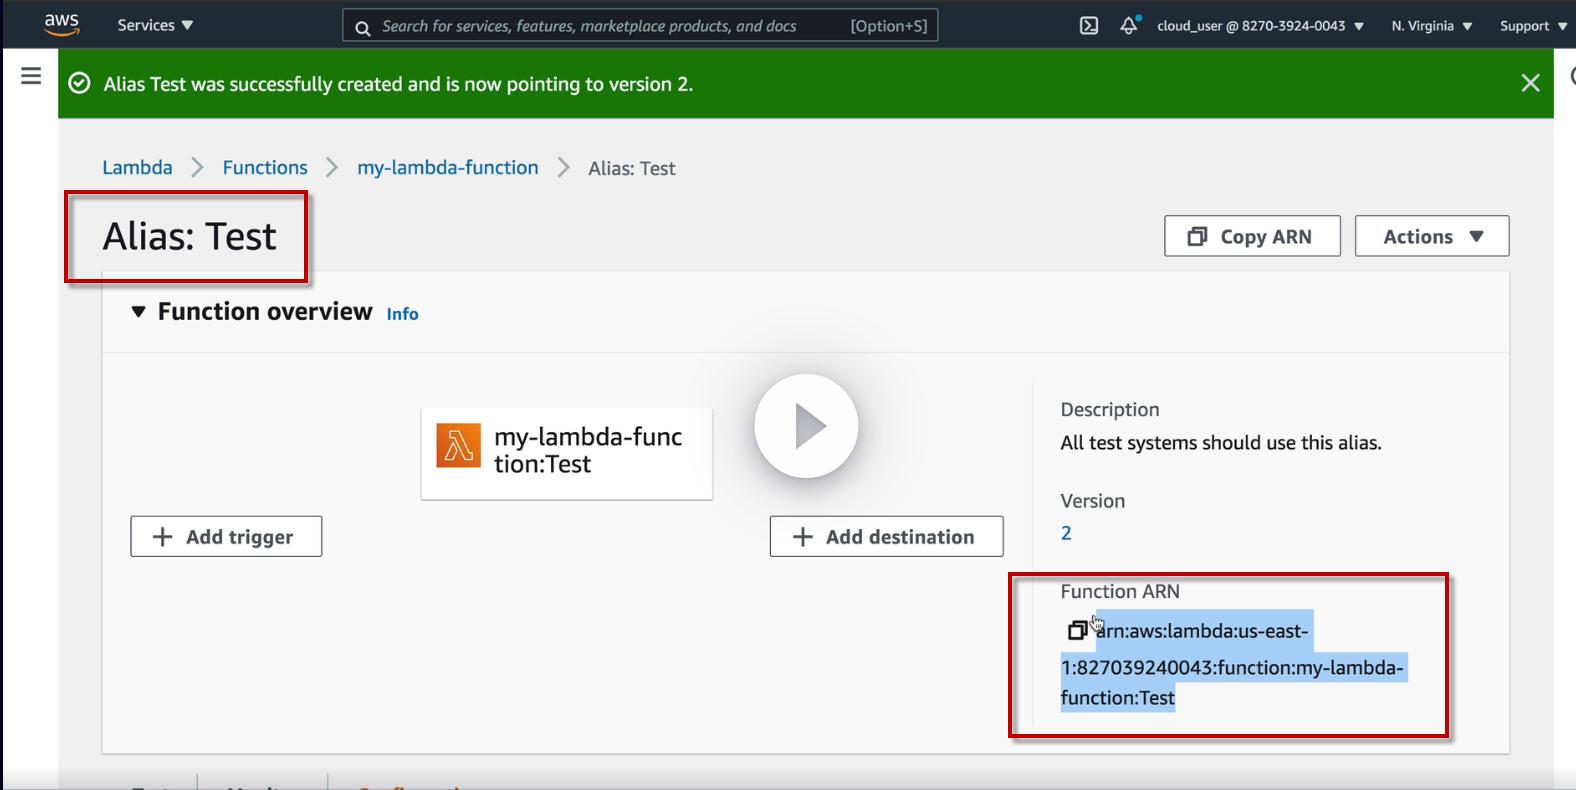 aws
Services
Search for services, features, marketplace products, and docs
[Option+S]
cloud_user @ 8270-3924-0043
N. Virginia
Support
Alias Test was successfully created and is now pointing to version 2.
Lambda
Functions
my-lambda-function
Alias: Test
Alias: Test
Copy ARN
Actions
Function overview
Info
my-lambda-func
tion:Test
Add trigger
Add destination
Description
All test systems should use this alias.
Version
2
Function ARN
arn:aws:lambda:us-east-
1:827039240043:function:my-lambda-
function:Test